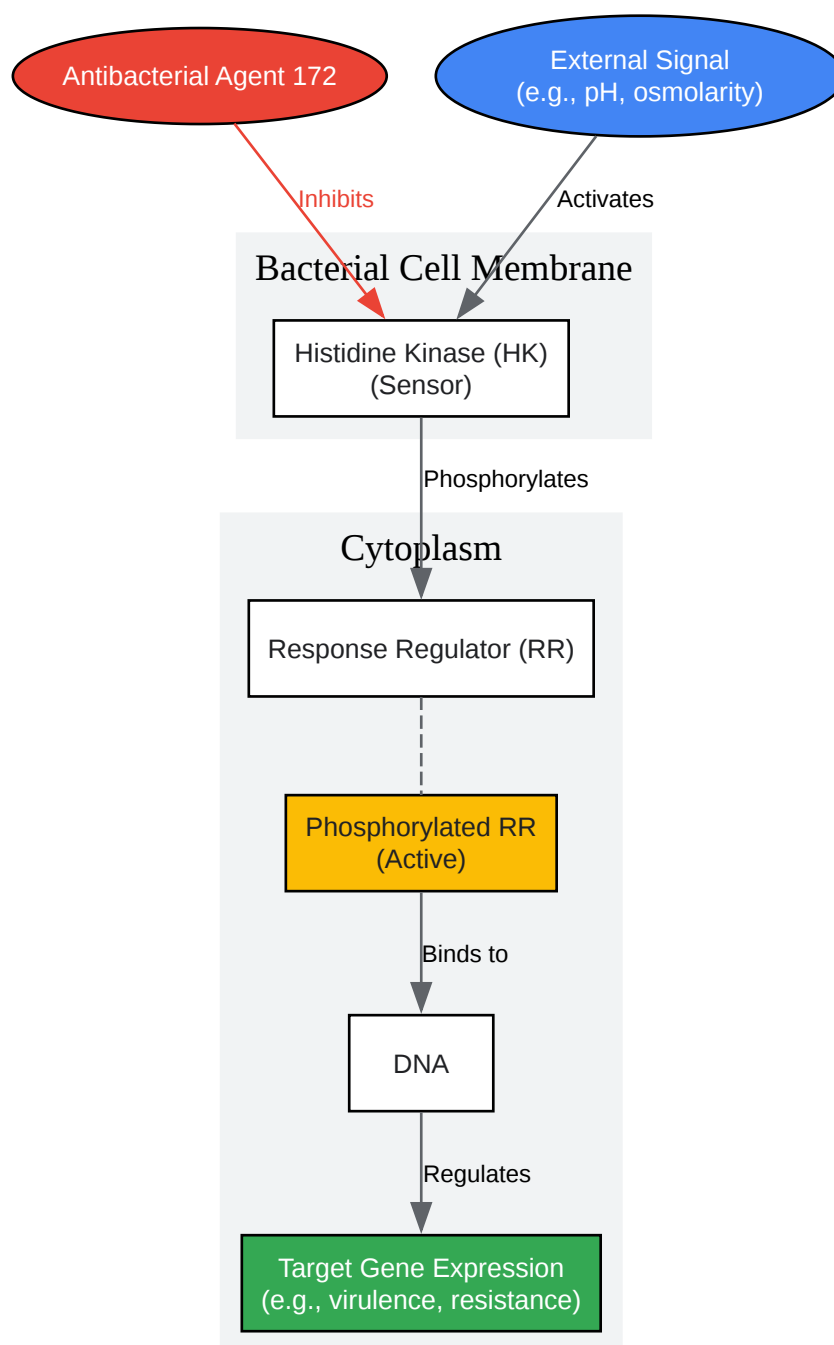 Antibacterial Agent 172
External Signal
(e.g., pH, osmolarity)
Inhibits
Activates
Bacterial Cell Membrane
Histidine Kinase (HK)
(Sensor)
Phosphorylates
Cytoplasm
Response Regulator (RR)
Phosphorylated RR
(Active)
Binds to
DNA
Regulates
Target Gene Expression
(e.g., virulence, resistance)